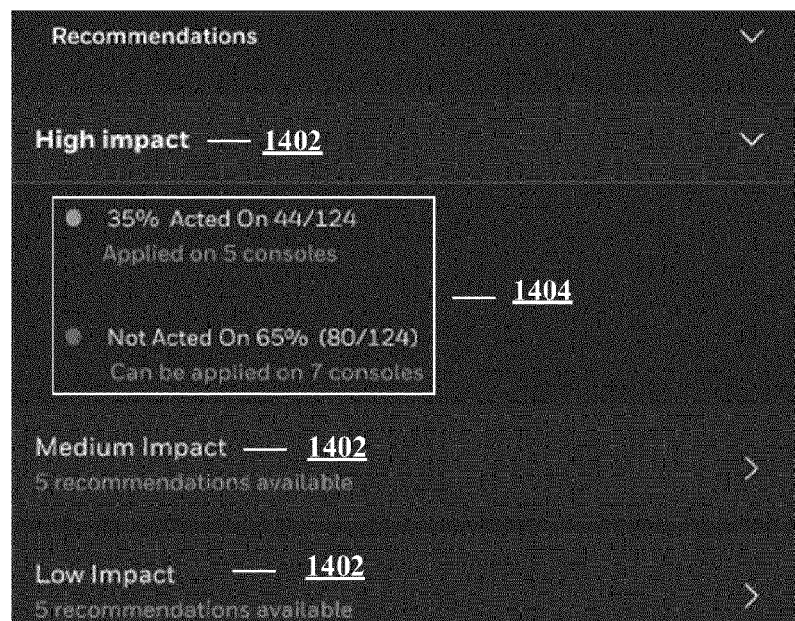 Recommendations
High impact 1402
35% Acted On 44/124
Applied on 5 consoles
1404
Not Acted On 65% (80/124)
Can be applied on 7 consoles
Medium Impact 1402
5 recommendations available
Low Impact 1402
5 recommendations available